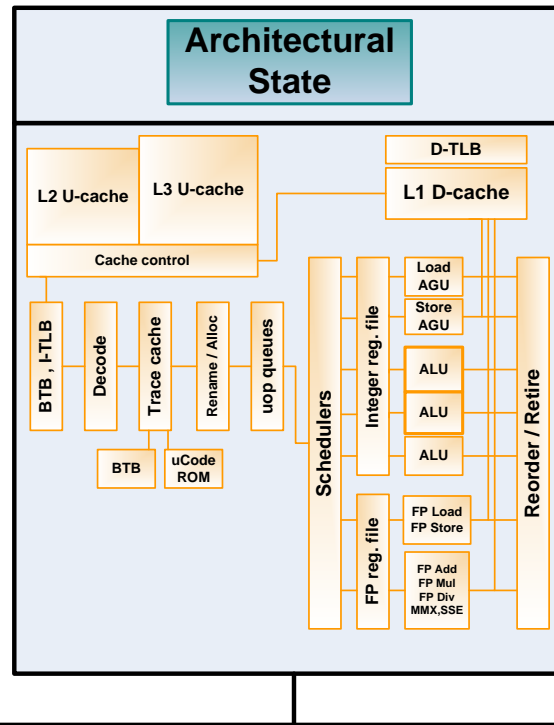 Architectural
State
D-TLB
L2 U-cache
L3 U-cache
L1 D-cache
Cache control
BTB , I-TLB
Decode
Trace cache
Rename / Alloc
uop queues
BTB
uCode
ROM
Schedulers
Integer reg. file
FP reg. file
Load
AGU
Store
AGU
ALU
ALU
ALU
FP Load
FP Store
FP Add
FP Mul
FP Div
MMX,SSE
Reorder / Retire